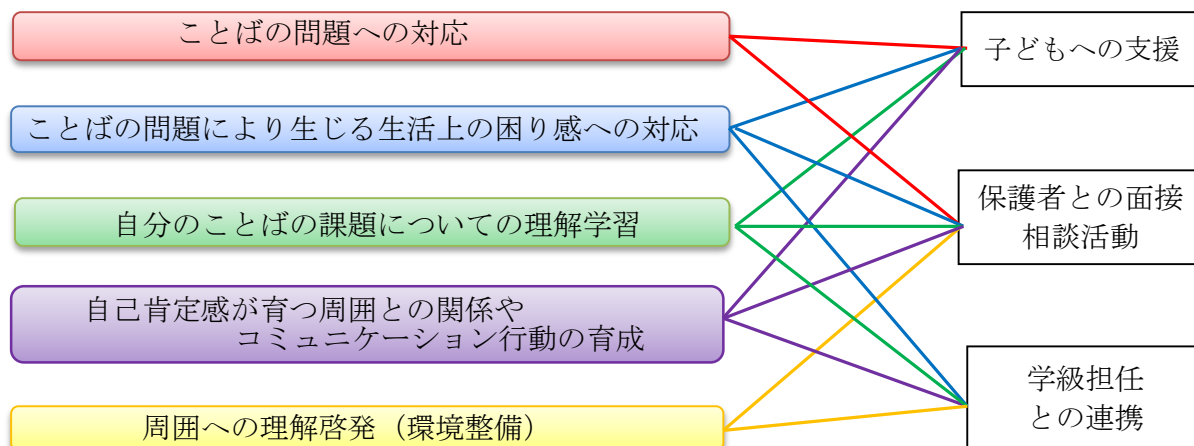 ことばの問題への対応
子どもへの支援
ことばの問題により生じる生活上の困り感への対応
保護者との面接
相談活動
自分のことばの課題についての理解学習
自己肯定感が育つ周囲との関係や
コミュニケーション行動の育成
学級担任
との連携
周囲への理解啓発（環境整備）